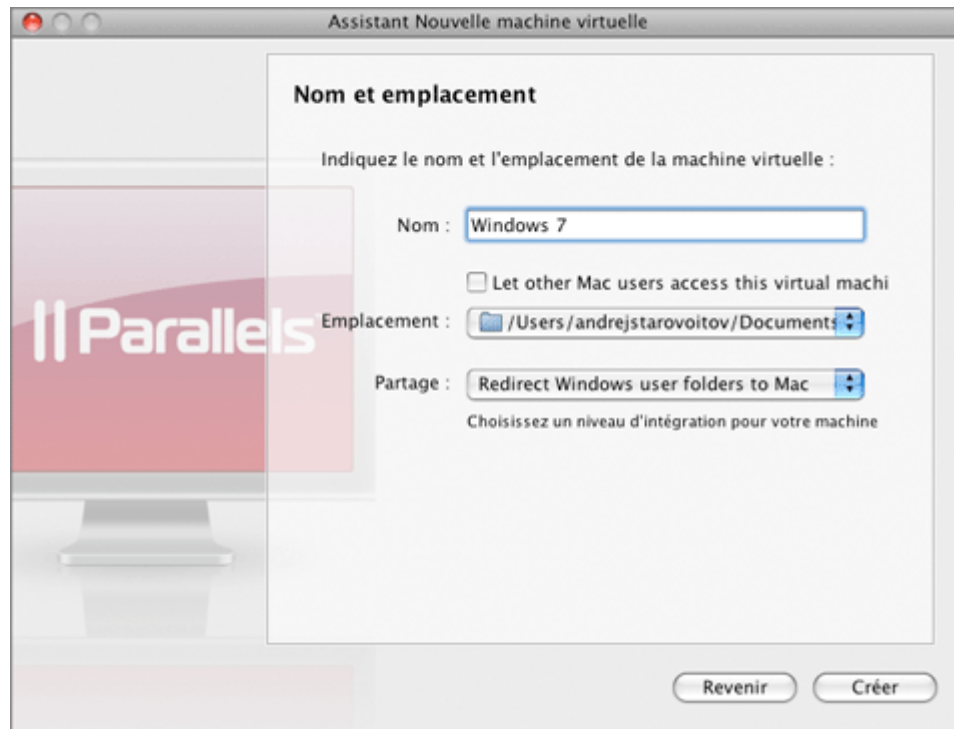 Assistant Nouvelle machine virtuelle
Nom et emplacement
Indiquez le nom et l'emplacement de la machine virtuelle :
Nom : Windows 7
Let other Mac users access this virtual machi
Emplacement : /Users/andrejstarovoitov/Documents
Partage : Redirect Windows user folders to Mac
Choisissez un niveau d'intégration pour votre machine
Parallels
Revenir Créer